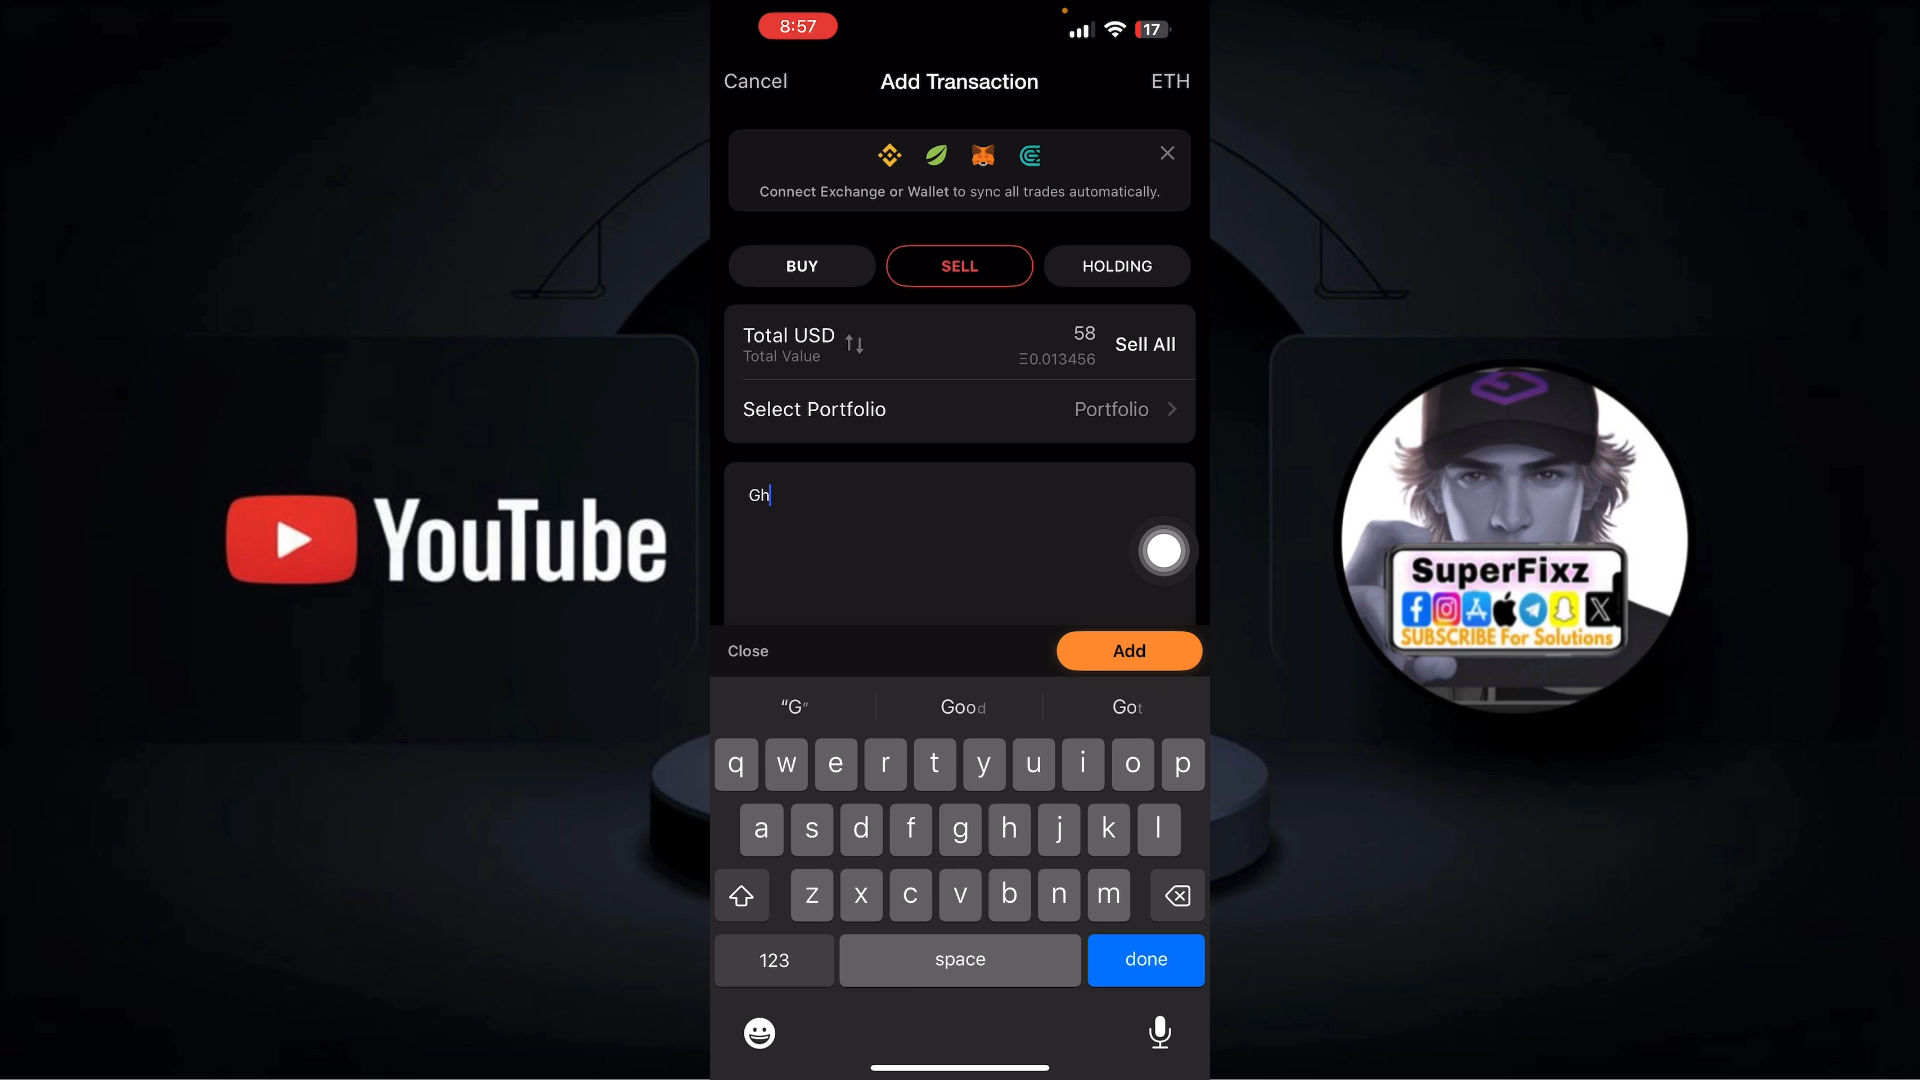 8:57
17
Cancel
Add Transaction
ETH
Connect Exchange or Wallet to sync all trades automatically.
BUY
SELL
HOLDING
Total USD
Total Value
58
Ξ0.013456
Sell All
Select Portfolio
Portfolio
Gh
Close
Add
“G”
Good
Got
q w e r t y u i o p
a s d f g h j k l
z x c v b n m
123
space
done
YouTube
SuperFixz
SUBSCRIBE For Solutions